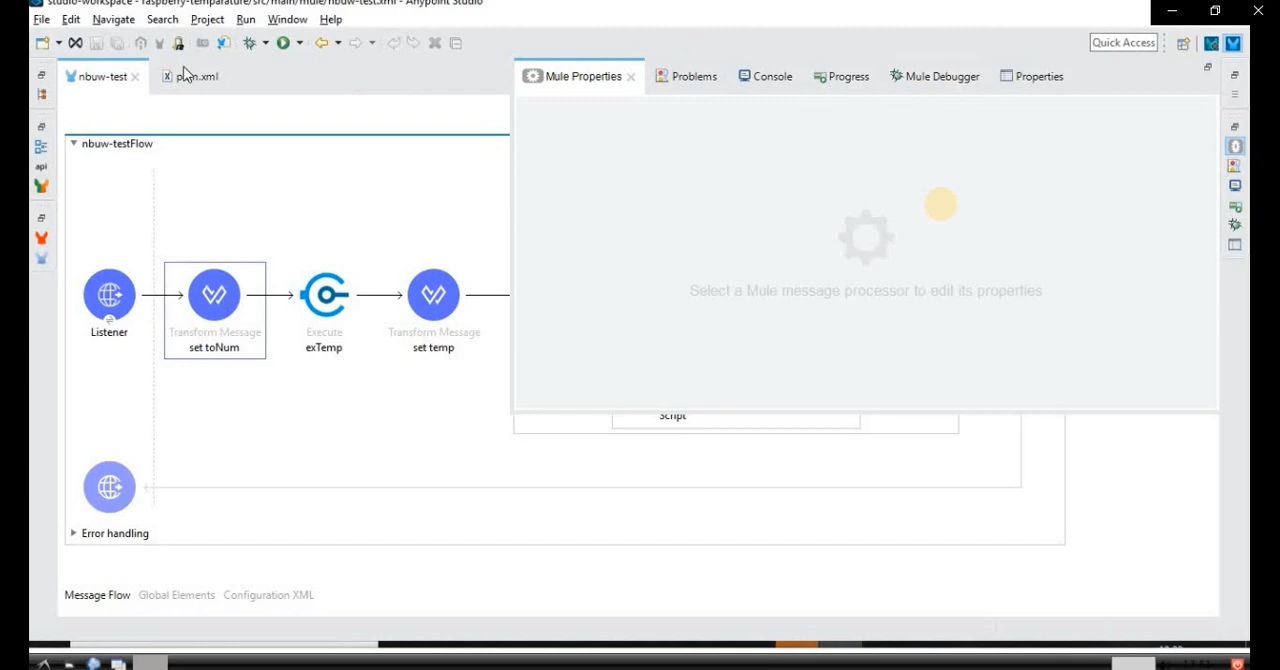 studio-workspace - raspberry-temparature/src/main/mule/nbuw-test.xml - Anypoint Studio
File Edit Navigate Search Project Run Window Help
Quick Access
nbuw-test
Mule Properties Problems Console Progress Mule Debugger Properties
nbuw-testFlow
api
Select a Mule message processor to edit its properties
Listener
Transform Message
set toNum
Execute
exTemp
Transform Message
set temp
Script
Error handling
Message Flow Global Elements Configuration XML